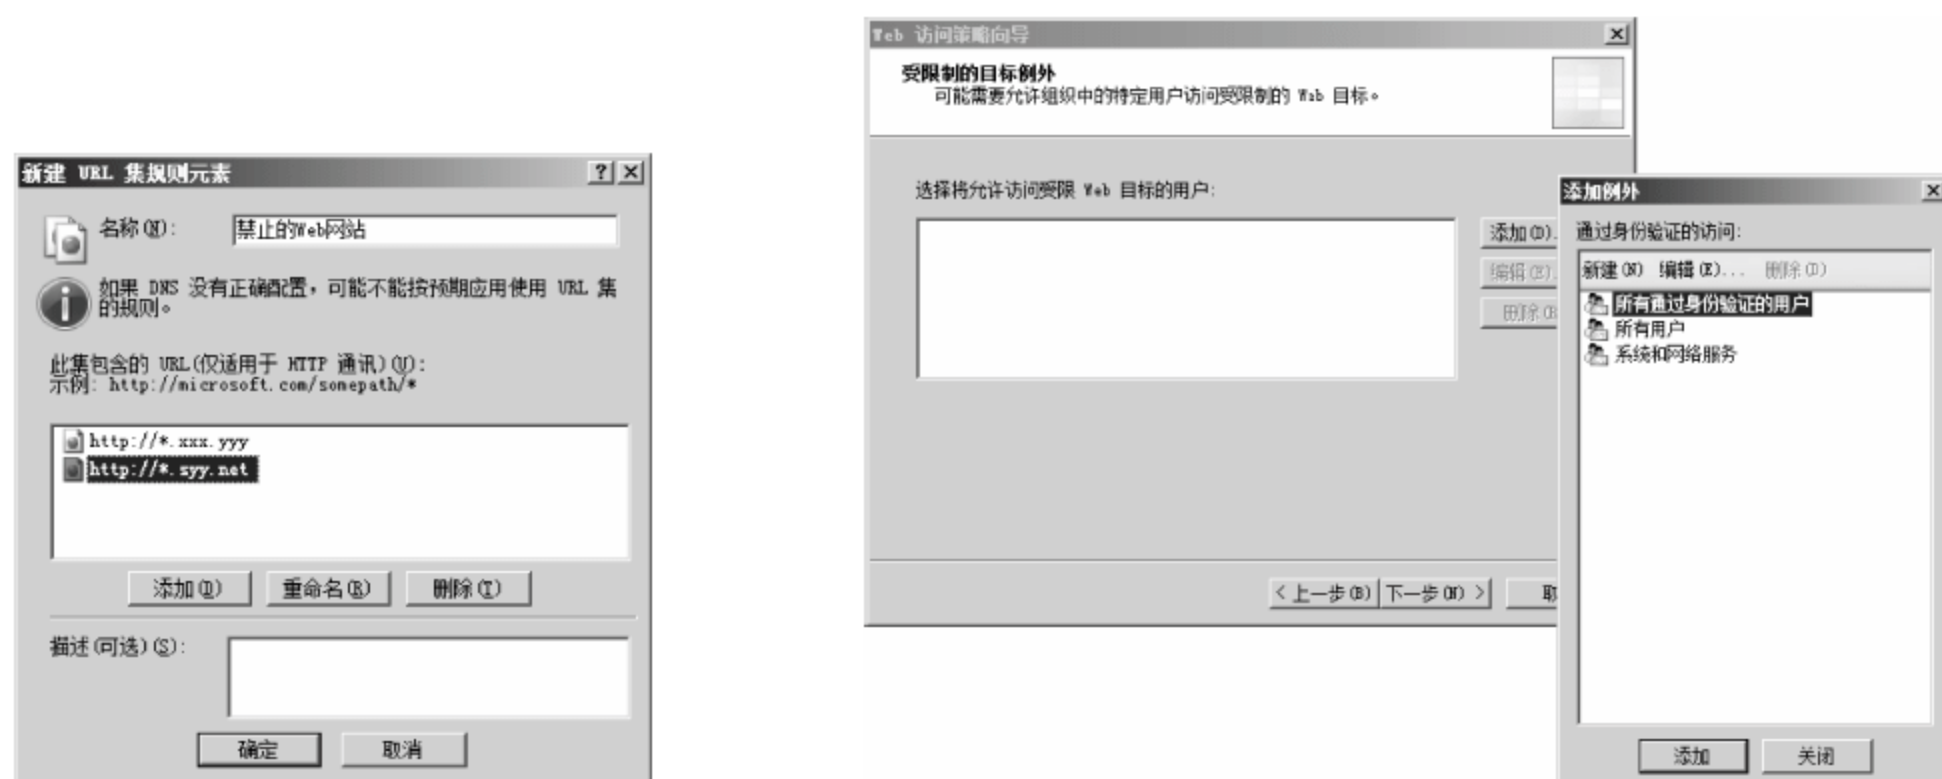 新建 URL 集规则元素
名称(N):
禁止的Web网站
如果 DNS 没有正确配置，可能不能按预期应用使用 URL 集
的规则。
此集包含的 URL(仅适用于 HTTP 通讯)(U):
示例: http://microsoft.com/somepath/*
http://*.xxx.yyy
http://*.syy.net
添加(D)
重命名(R)
删除(T)
描述(可选)(S):
确定
取消
Web 访问策略向导
受限制的目标例外
可能需要允许组织中的特定用户访问受限制的 Web 目标。
选择将允许访问受限 Web 目标的用户:
添加(D).
编辑(E).
删除(R
< 上一步(B)
下一步(N) >
取
添加例外
通过身份验证的访问:
新建(N) 编辑(E)... 删除(D)
所有通过身份验证的用户
所有用户
系统和网络服务
添加
关闭